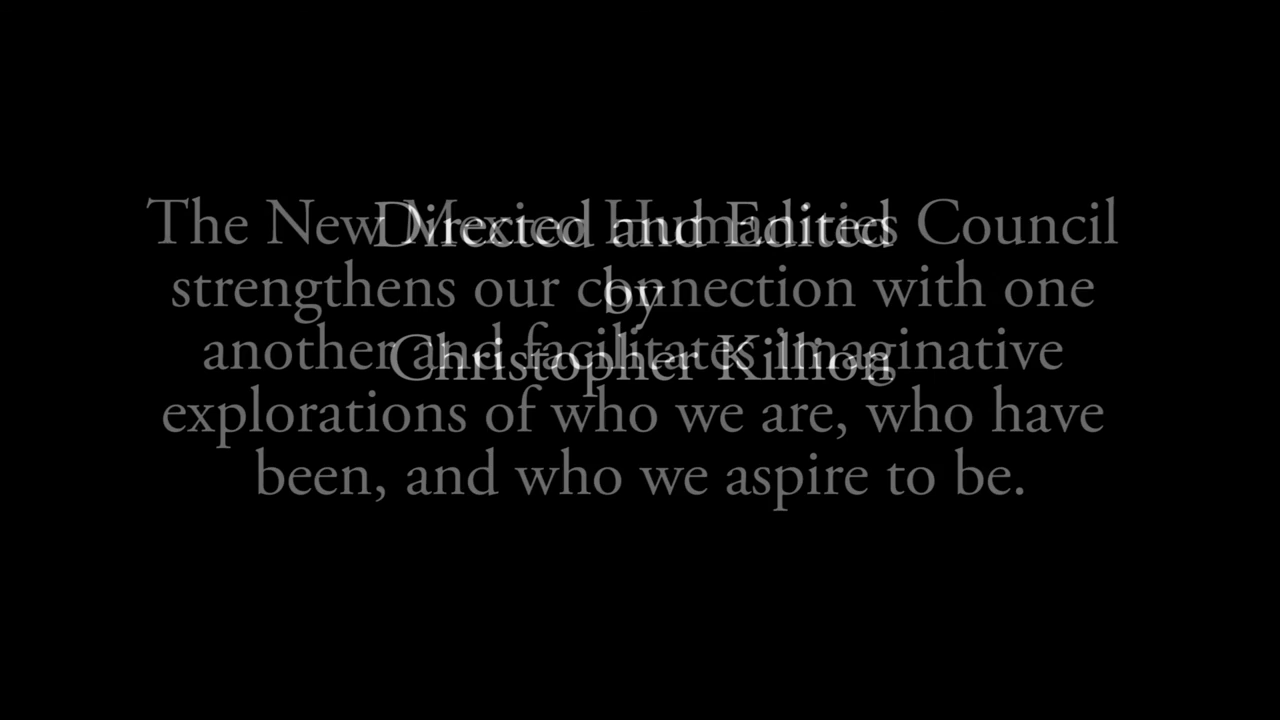 The New Mexico Humanities Council
strengthens our connection with one
another and facilitates imaginative
explorations of who we are, who have
been, and who we aspire to be.
Directed and Edited
by
Christopher Killion